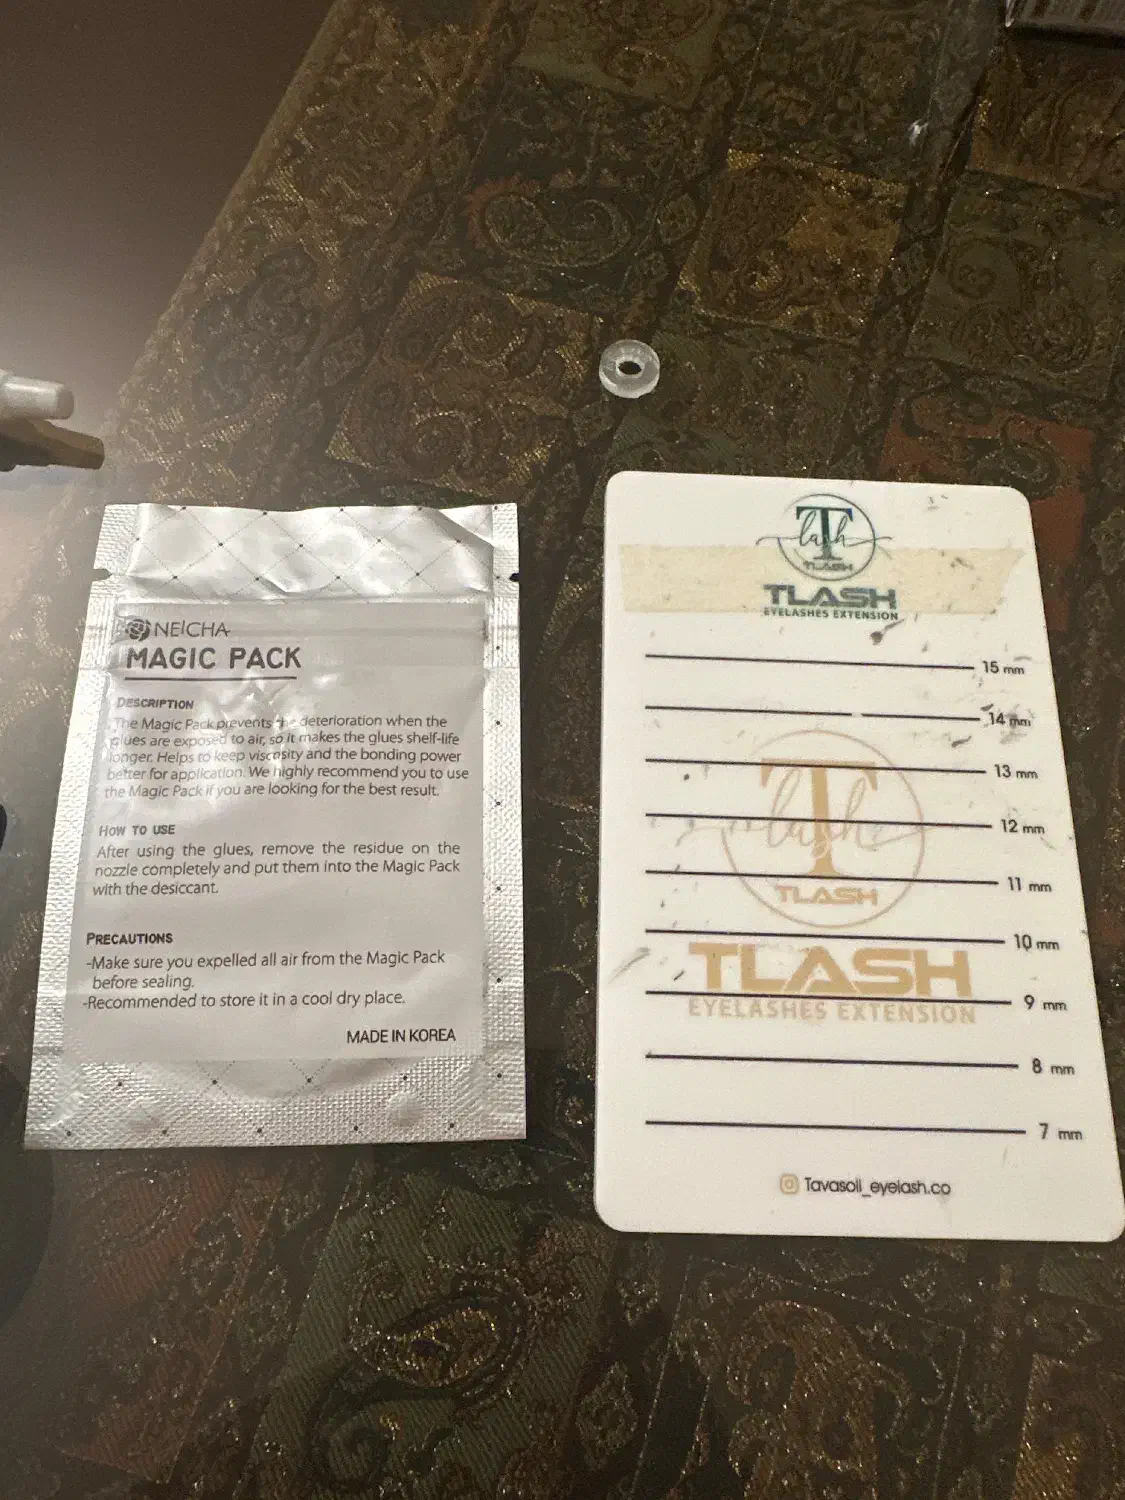 NEICHA
MAGIC PACK
DESCRIPTION
The Magic Pack prevents the deterioration when the
glues are exposed to air, so it makes the glues shelf-life
longer. Helps to keep viscosity and the bonding power
better for application. We highly recommend you to use
the Magic Pack if you are looking for the best result.
HOW TO USE
After using the glues, remove the residue on the
nozzle completely and put them into the Magic Pack
with the desiccant.
PRECAUTIONS
-Make sure you expelled all air from the Magic Pack
before sealing.
-Recommended to store it in a cool dry place.
MADE IN KOREA
T
lash
TLASH
TLASH
EYELASHES EXTENSION
15 mm
14 mm
13 mm
12 mm
11 mm
10 mm
9 mm
8 mm
7 mm
T
lash
TLASH
TLASH
EYELASHES EXTENSION
Tavasoli_eyelash.co